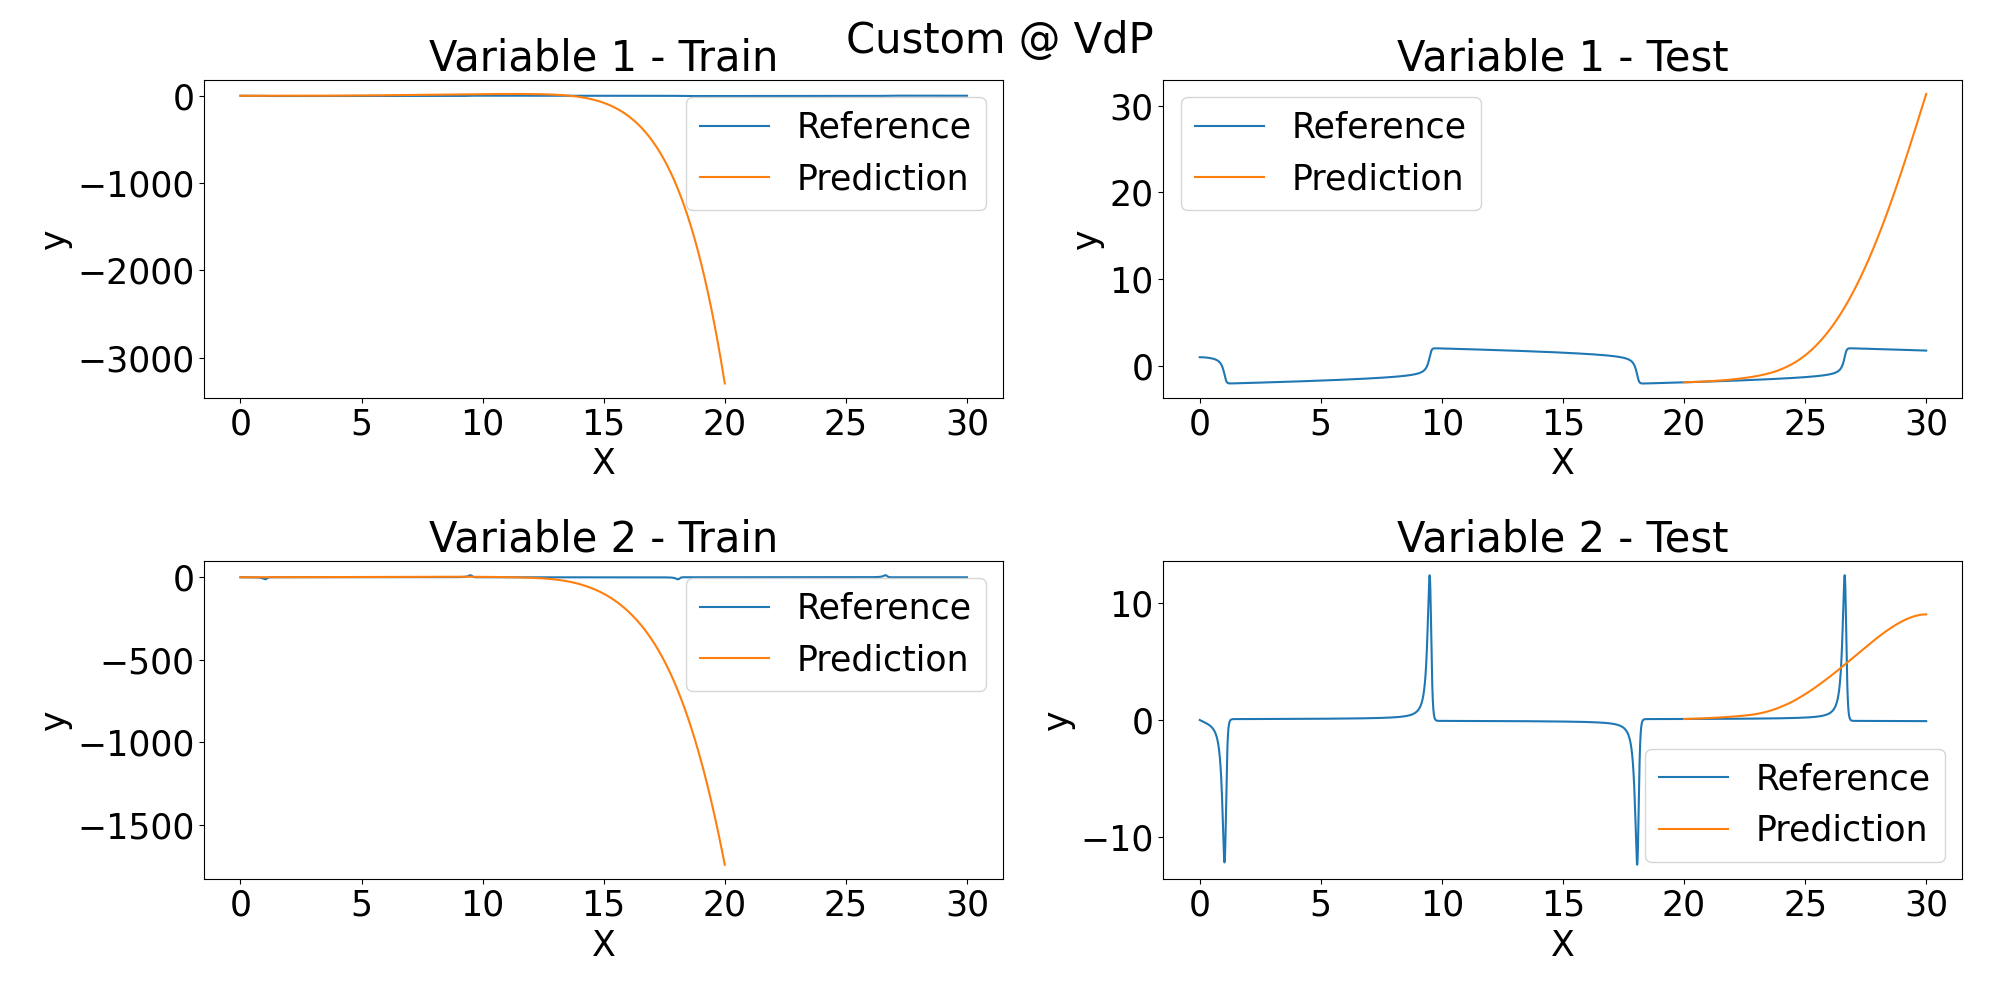 Custom @ VdP
Variable 1 - Train
0
−1000
−2000
−3000
y
Reference
Prediction
0 5 10 15 20 25 30
X
Variable 1 - Test
30
20
10
0
y
Reference
Prediction
0 5 10 15 20 25 30
X
Variable 2 - Train
0
−500
−1000
−1500
y
Reference
Prediction
0 5 10 15 20 25 30
X
Variable 2 - Test
10
0
−10
y
Reference
Prediction
0 5 10 15 20 25 30
X